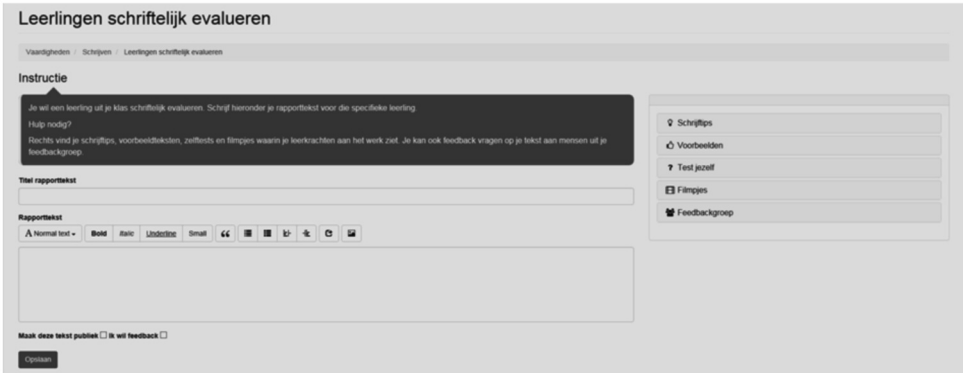 Leerlingen schriftelijk evalueren
Vaardigheden / Schrijven / Leerlingen schriftelijk evalueren
Instructie
Je wil een leerling uit je klas schriftelijk evalueren. Schrijf hieronder je rapporttekst voor die specifieke leerling.
Hulp nodig?
Rechts vind je schrijftips, voorbeeldteksten, zelftests en filmpjes waarin je leerkrachten aan het werk ziet. Je kan ook feedback vragen op je tekst aan mensen uit je
feedbackgroep.
Schrijftips
Voorbeelden
? Test jezelf
Filmpjes
Feedbackgroep
Titel rapporttekst
Rapporttekst
A Normal text Bold Italic Underline Small
Maak deze tekst publiek Ik wil feedback
Opslaan